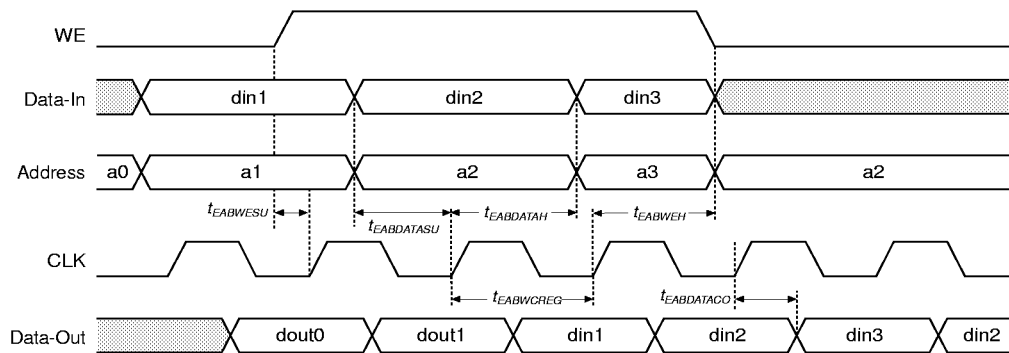 WE
Data-In din1 din2 din3
Address a0 a1 a2 a3 a2
tEABWESU tEABDATASU tEABDATAH tEABWEH
CLK
tEABWCREG tEABDATACO
Data-Out dout0 dout1 din1 din2 din3 din2